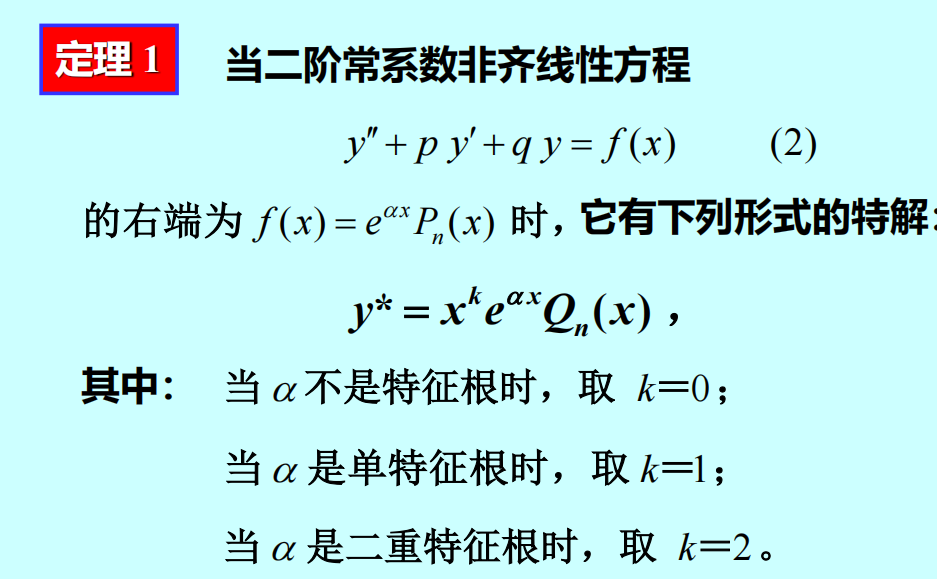 定理 1 当二阶常系数非齐线性方程
y″ + p y′ + q y = f (x) (2)
的右端为 f (x) = e^{αx} P_n(x) 时，它有下列形式的特解：
y* = x^k e^{αx} Q_n(x)，
其中： 当 α 不是特征根时，取 k＝0；
当 α 是单特征根时，取 k＝1；
当 α 是二重特征根时，取 k＝2。